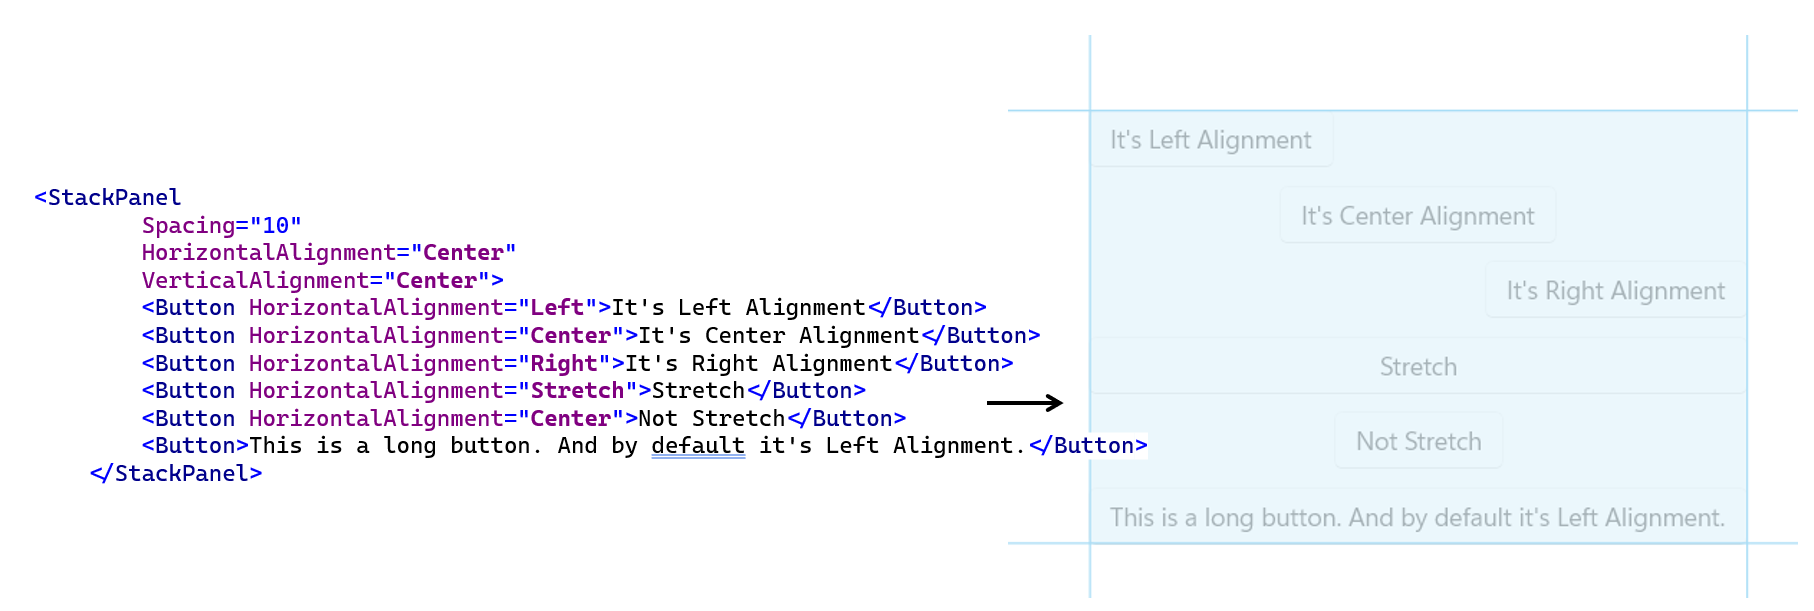 <StackPanel
Spacing="10"
HorizontalAlignment="Center"
VerticalAlignment="Center">
<Button HorizontalAlignment="Left">It's Left Alignment</Button>
<Button HorizontalAlignment="Center">It's Center Alignment</Button>
<Button HorizontalAlignment="Right">It's Right Alignment</Button>
<Button HorizontalAlignment="Stretch">Stretch</Button>
<Button HorizontalAlignment="Center">Not Stretch</Button>
<Button>This is a long button. And by default it's Left Alignment.</Button>
</StackPanel>
It's Left Alignment
It's Center Alignment
It's Right Alignment
Stretch
Not Stretch
This is a long button. And by default it's Left Alignment.